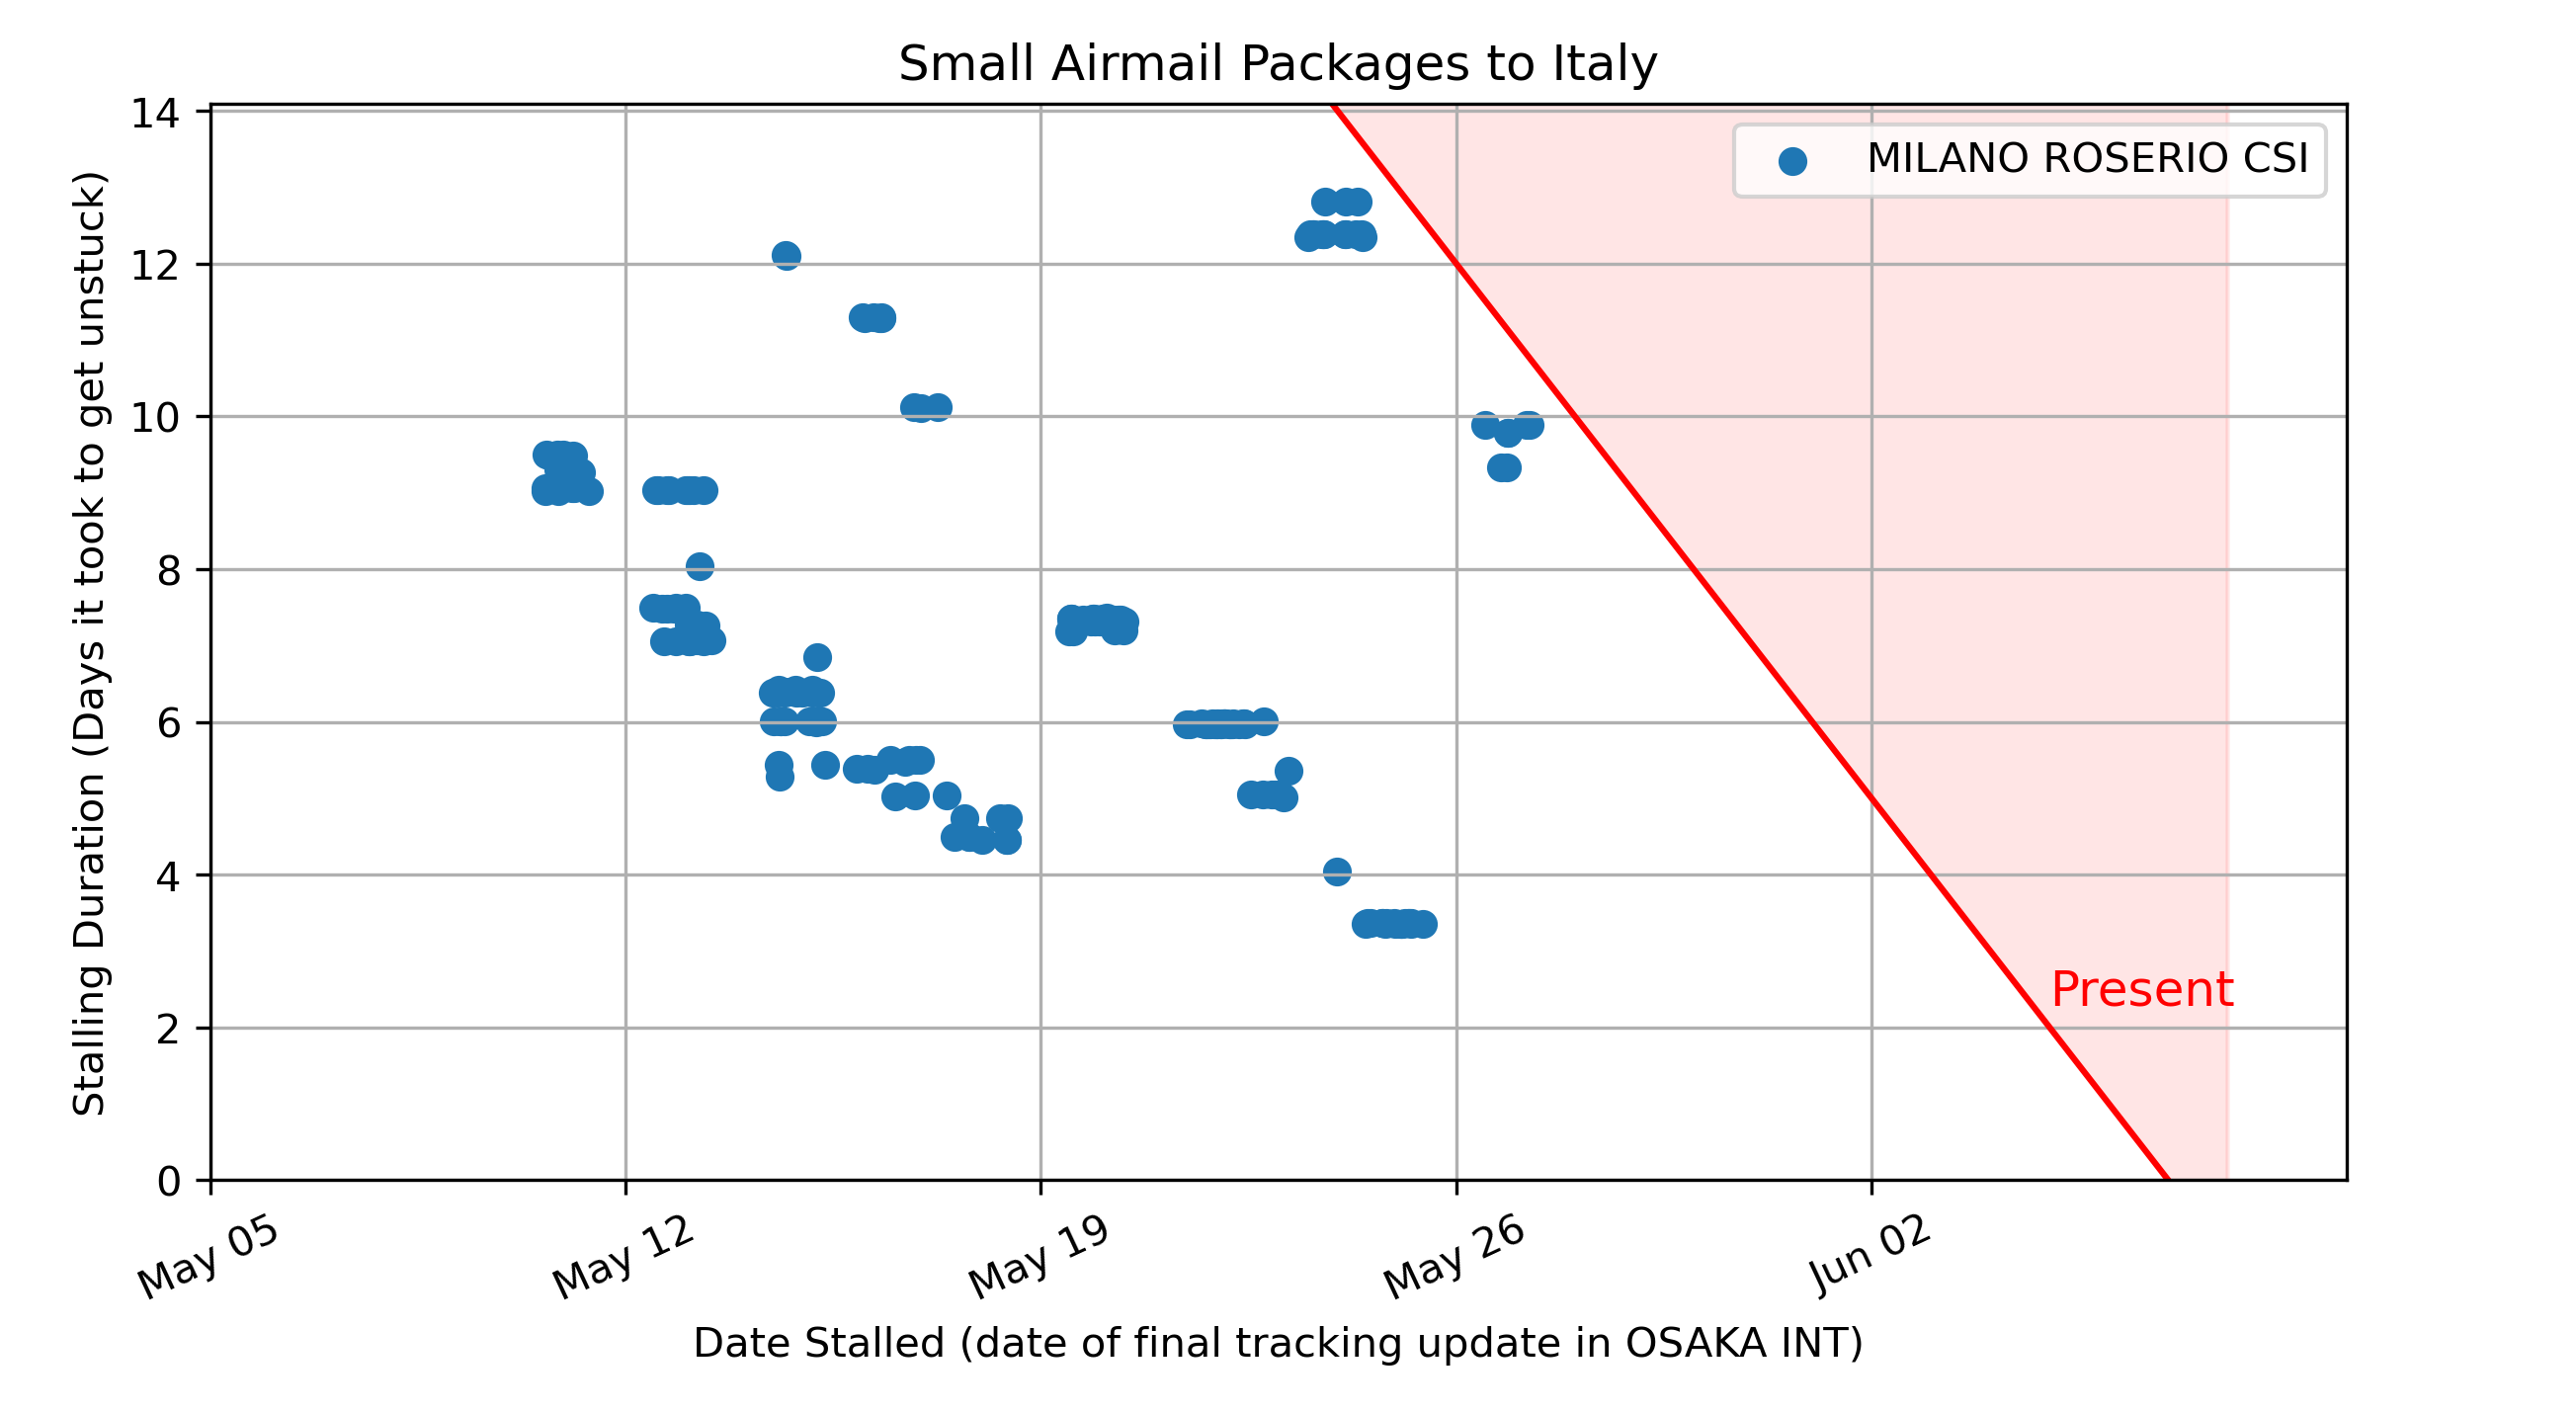 Small Airmail Packages to Italy
Stalling Duration (Days it took to get unstuck)
14
12
10
8
6
4
2
0
MILANO ROSERIO CSI
Present
May 05
May 12
May 19
May 26
Jun 02
Date Stalled (date of final tracking update in OSAKA INT)